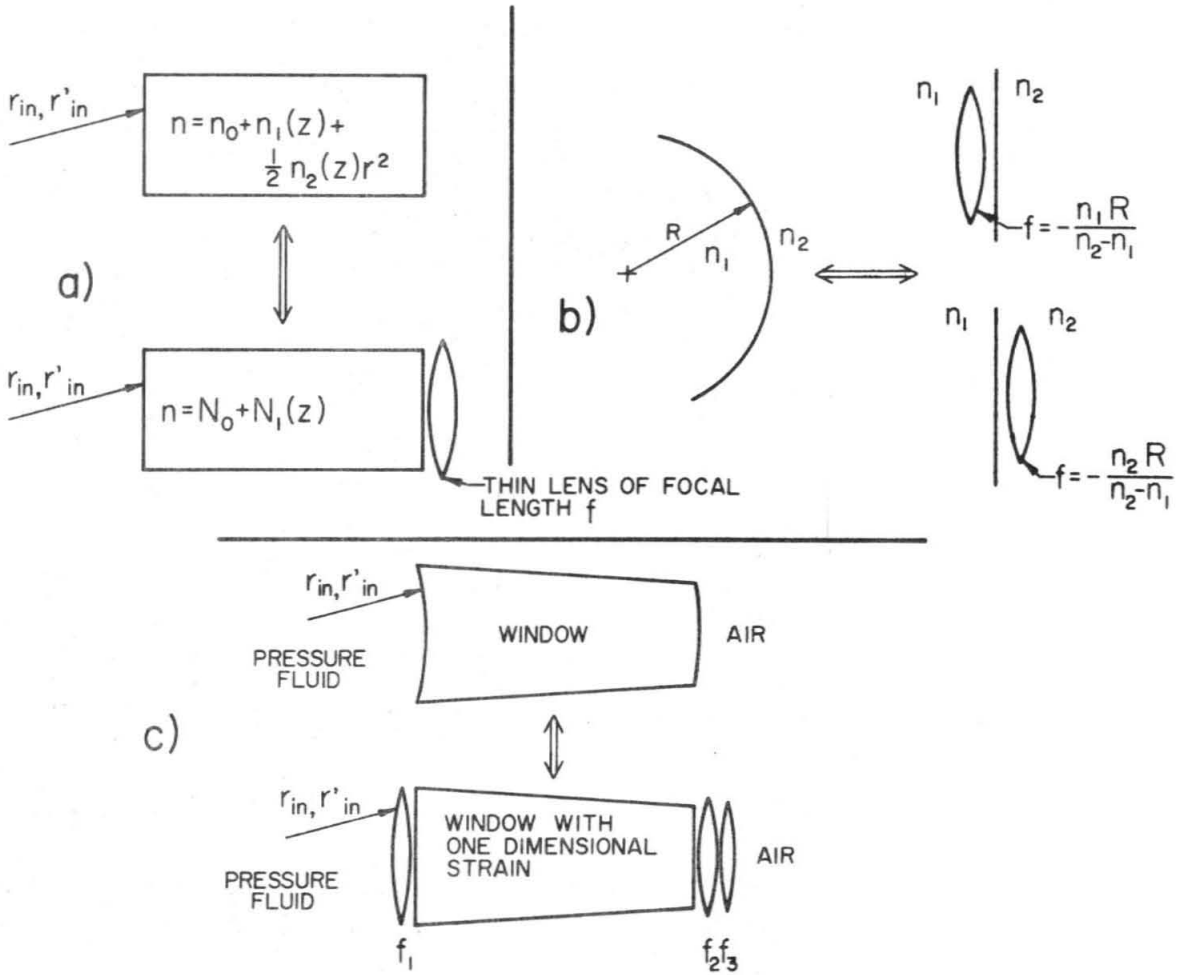 r_in, r'_in
n = n_0 + n_1(z) +
1/2 n_2(z)r^2
a)
r_in, r'_in
n = N_0 + N_1(z)
THIN LENS OF FOCAL
LENGTH f
b)
R
n_1
n_2
n_1
n_2
f = - n_1 R / n_2 - n_1
n_1
n_2
f = - n_2 R / n_2 - n_1
c)
r_in, r'_in
WINDOW
AIR
PRESSURE
FLUID
r_in, r'_in
WINDOW WITH
ONE DIMENSIONAL
STRAIN
AIR
PRESSURE
FLUID
f_1
f_2 f_3